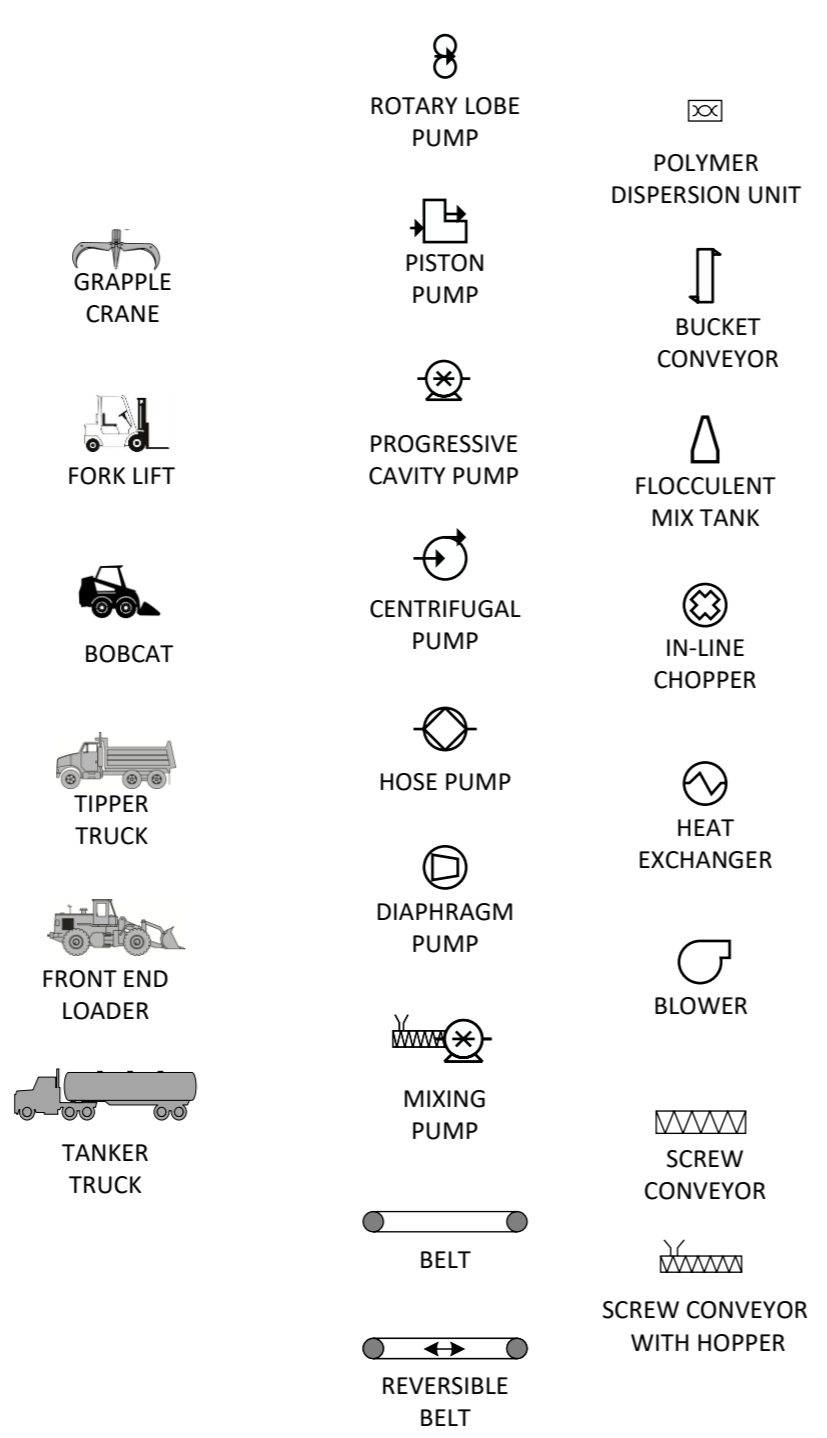 GRAPPLE
CRANE
FORK LIFT
BOBCAT
TIPPER
TRUCK
FRONT END
LOADER
TANKER
TRUCK
ROTARY LOBE
PUMP
PISTON
PUMP
PROGRESSIVE
CAVITY PUMP
CENTRIFUGAL
PUMP
HOSE PUMP
DIAPHRAGM
PUMP
MIXING
PUMP
BELT
REVERSIBLE
BELT
POLYMER
DISPERSION UNIT
BUCKET
CONVEYOR
FLOCCULENT
MIX TANK
IN-LINE
CHOPPER
HEAT
EXCHANGER
BLOWER
SCREW
CONVEYOR
SCREW CONVEYOR
WITH HOPPER